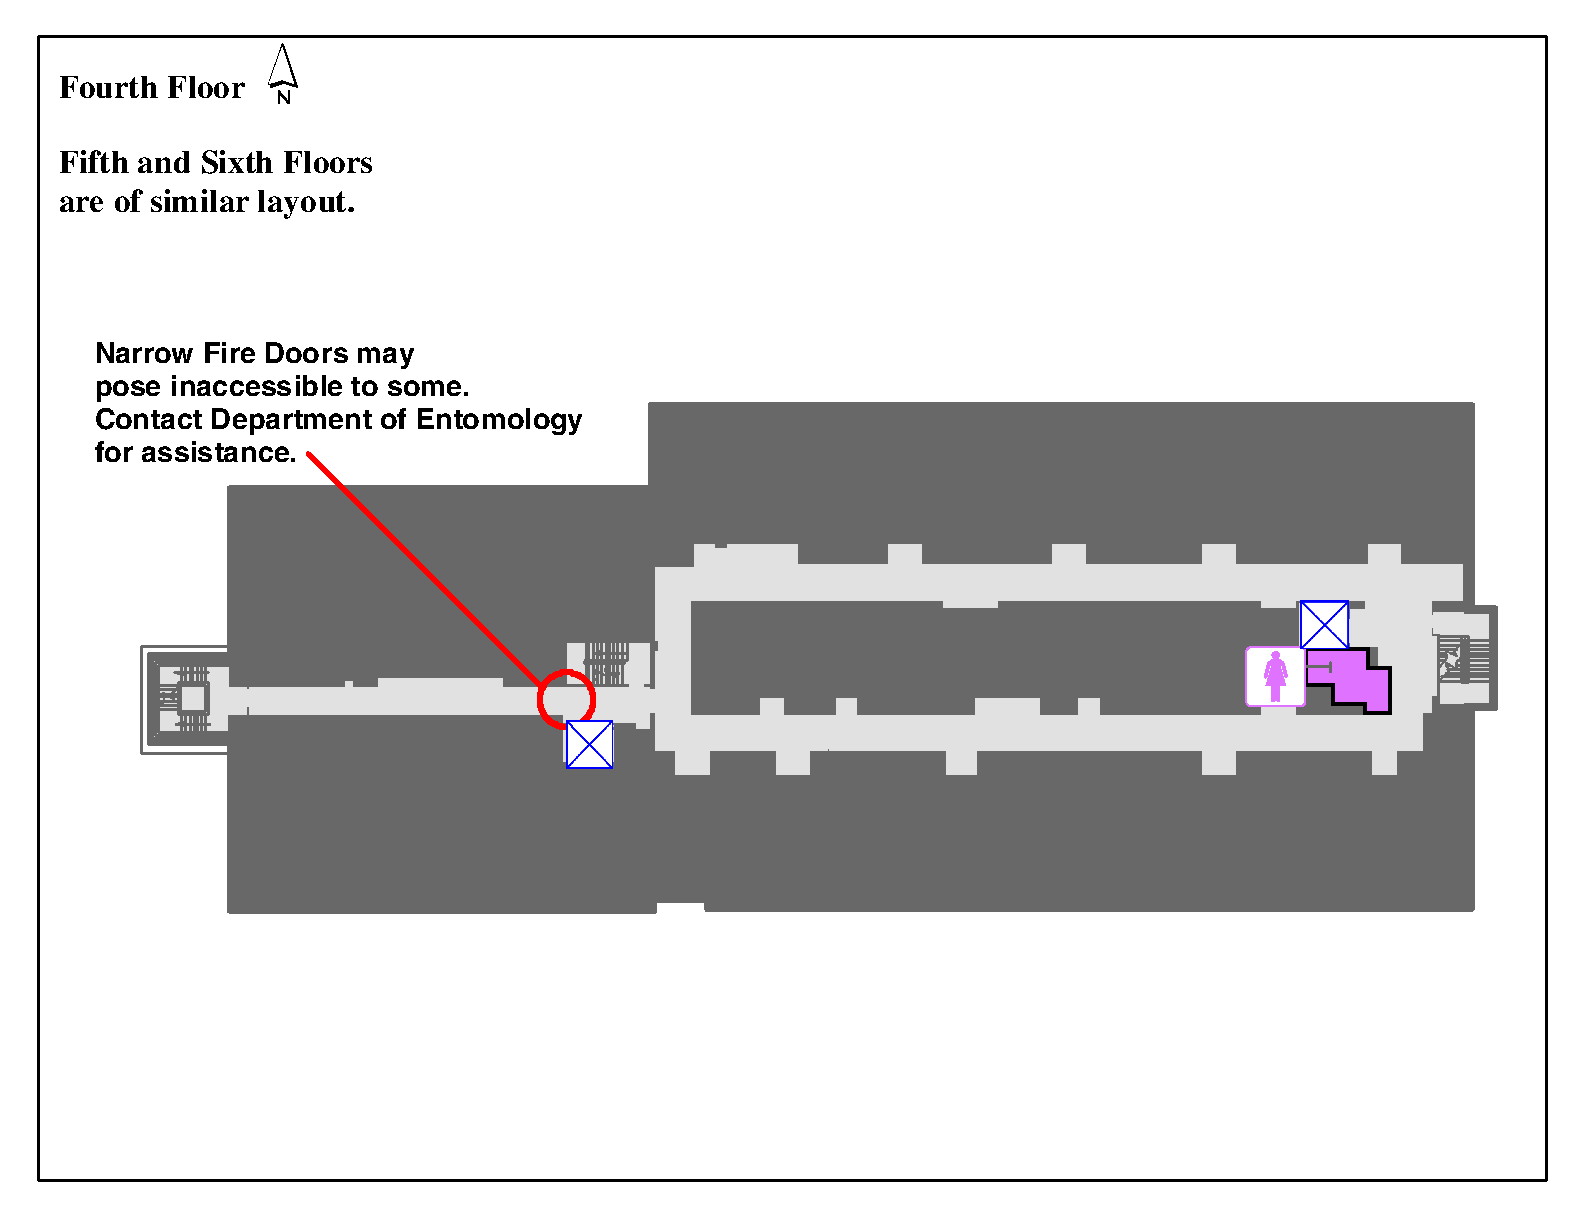 Fourth Floor
N
Fifth and Sixth Floors
are of similar layout.
Narrow Fire Doors may
pose inaccessible to some.
Contact Department of Entomology
for assistance.